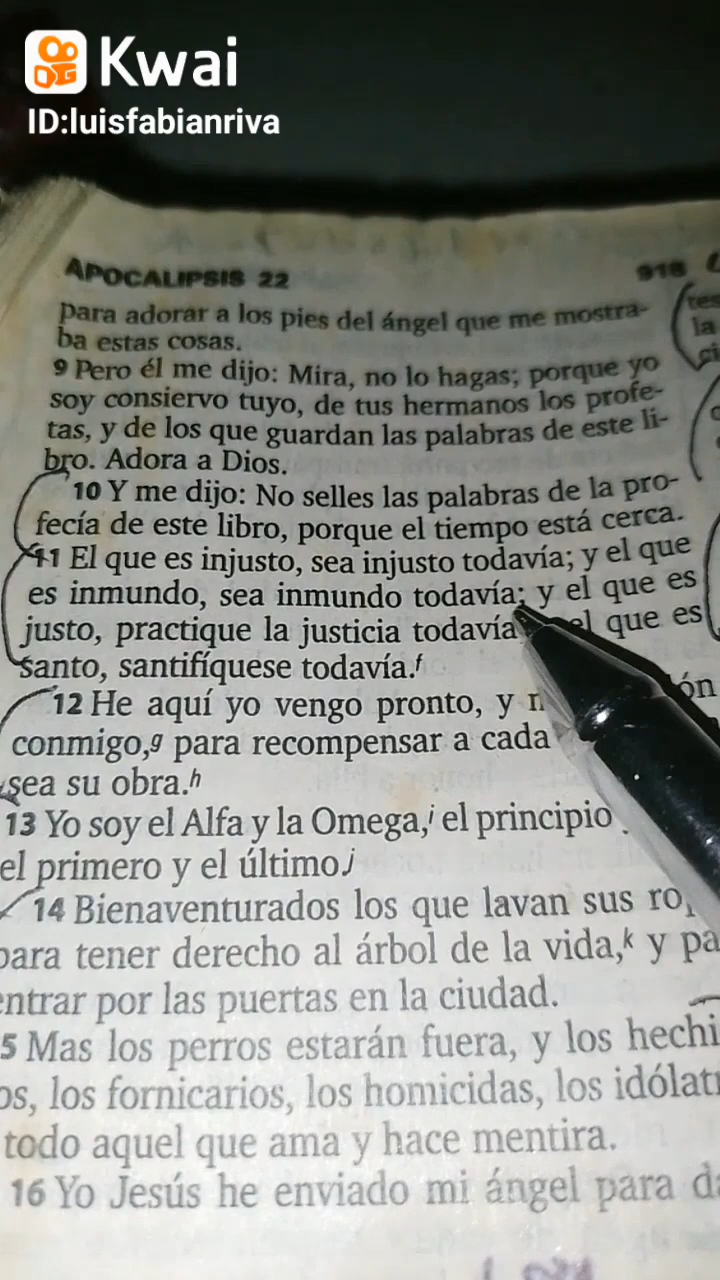 Kwai
ID:luisfabianriva
APOCALIPSIS 22
918
para adorar a los pies del ángel que me mostra-
ba estas cosas.
9 Pero él me dijo: Mira, no lo hagas; porque yo
soy consiervo tuyo, de tus hermanos los profe-
tas, y de los que guardan las palabras de este li-
bro. Adora a Dios.
10 Y me dijo: No selles las palabras de la pro-
fecía de este libro, porque el tiempo está cerca.
11 El que es injusto, sea injusto todavía; y el que
es inmundo, sea inmundo todavía; y el que es
justo, practique la justicia todavía el que es
santo, santifíquese todavía.f
12 He aquí yo vengo pronto, y
conmigo,g para recompensar a cada
sea su obra.h
13 Yo soy el Alfa y la Omega,i el principio
el primero y el último.j
14 Bienaventurados los que lavan sus
para tener derecho al árbol de la vida,k y
entrar por las puertas en la ciudad.
5 Mas los perros estarán fuera, y los
os, los fornicarios, los homicidas, los
todo aquel que ama y hace mentira.
16 Yo Jesús he enviado mi ángel para